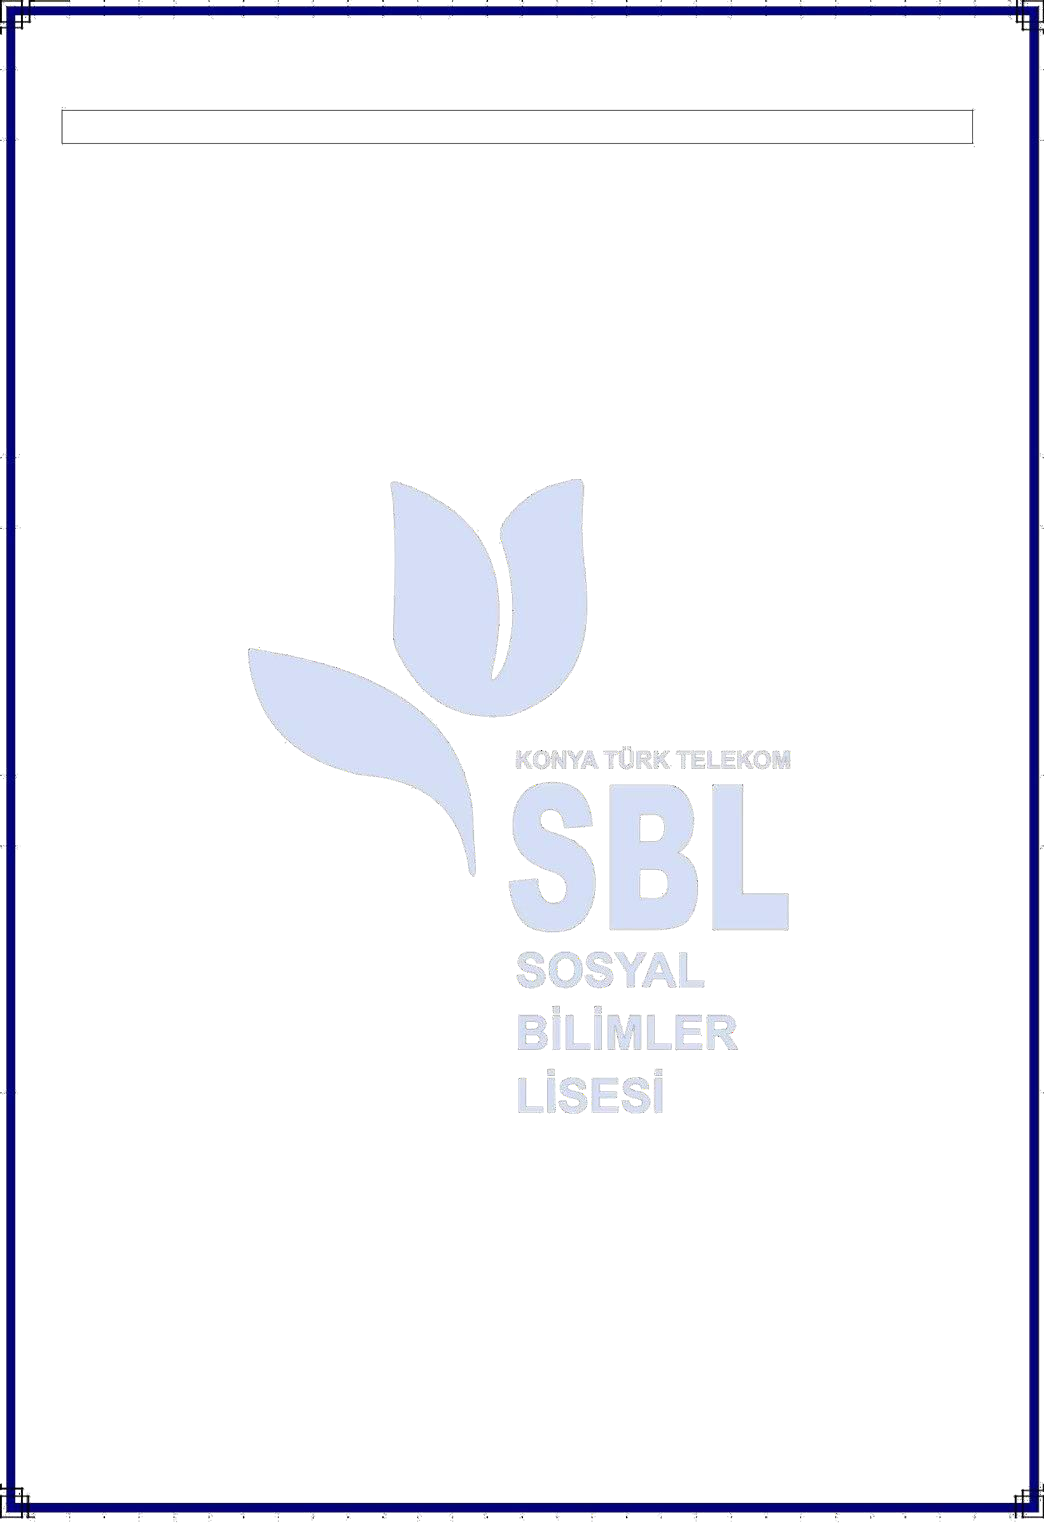 KONYA TÜRK TELEKOM
SBL
SOSYAL
BİLİMLER
LİSESİ